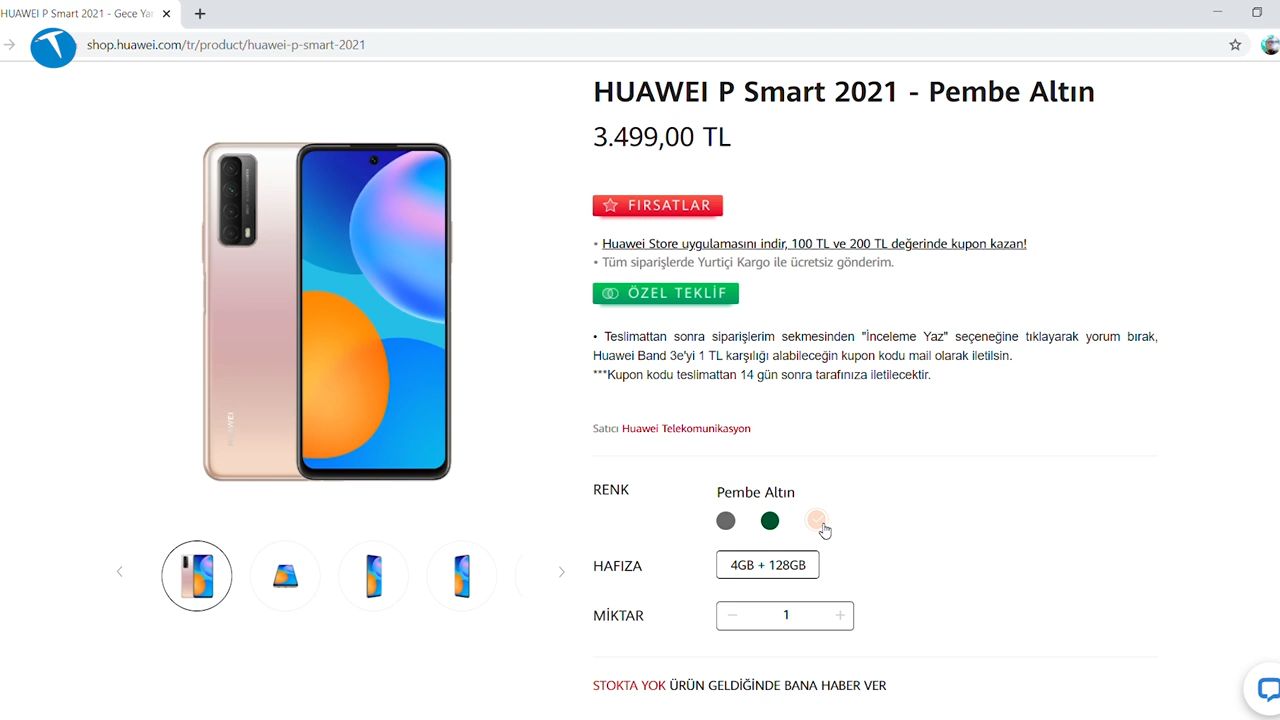 HUAWEI P Smart 2021 - Gece Ya
shop.huawei.com/tr/product/huawei-p-smart-2021
HUAWEI P Smart 2021 - Pembe Altın
3.499,00 TL
FIRSATLAR
• Huawei Store uygulamasını indir, 100 TL ve 200 TL değerinde kupon kazan!
• Tüm siparişlerde Yurtiçi Kargo ile ücretsiz gönderim.
ÖZEL TEKLİF
• Teslimattan sonra siparişlerim sekmesinden "İnceleme Yaz" seçeneğine tıklayarak yorum bırak,
Huawei Band 3e'yi 1 TL karşılığı alabileceğin kupon kodu mail olarak iletilsin.
***Kupon kodu teslimattan 14 gün sonra tarafınıza iletilecektir.
HUAWEI
Satıcı Huawei Telekomunikasyon
RENK
Pembe Altın
HAFIZA
4GB + 128GB
MİKTAR
1
STOKTA YOK ÜRÜN GELDİĞİNDE BANA HABER VER